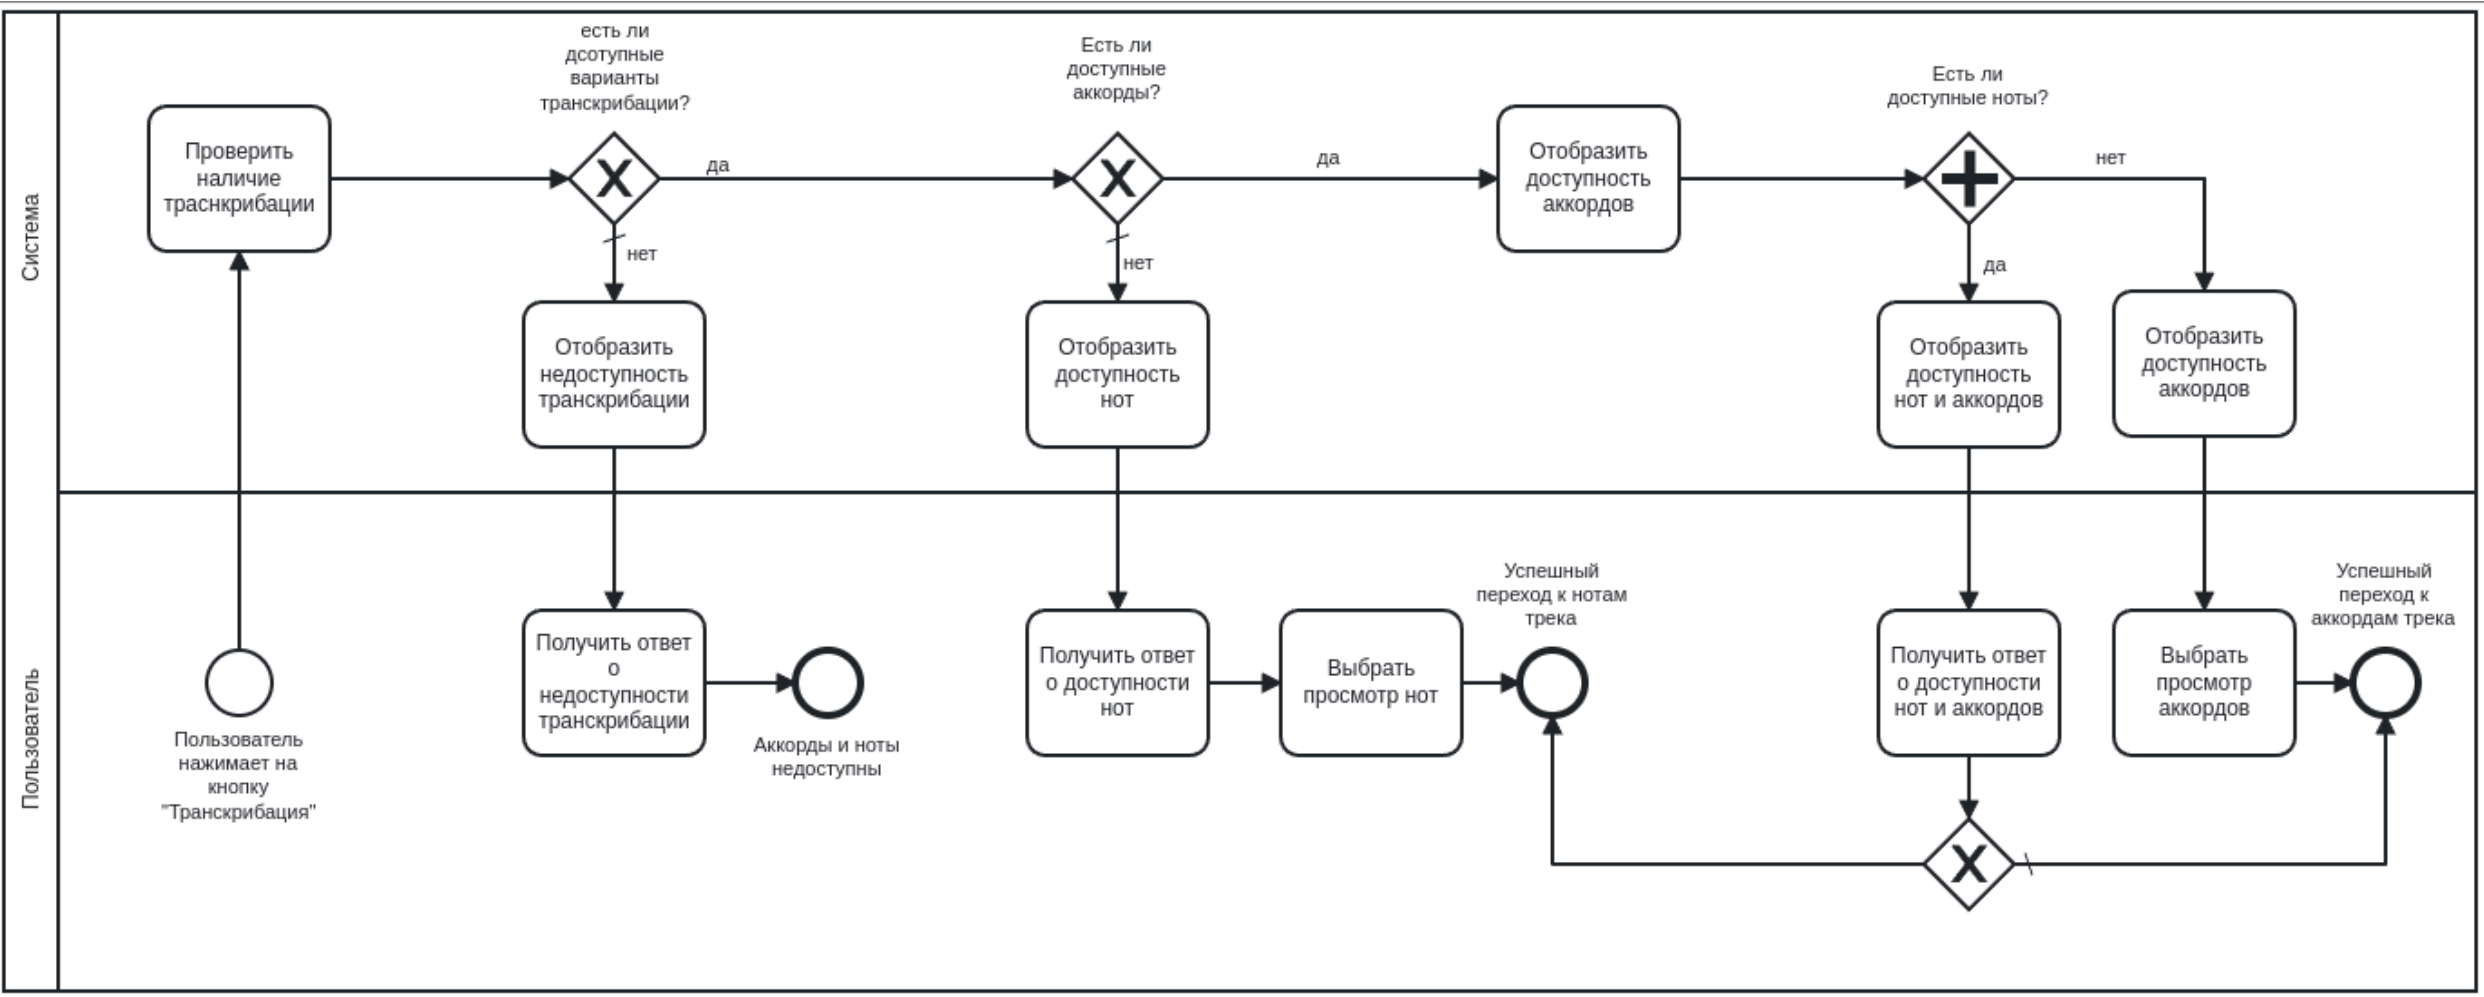 Система
есть ли
дсотупные
варианты
транскрибации?
Есть ли
доступные
аккорды?
Есть ли
доступные ноты?
Проверить
наличие
траснкрибации
да
да
Отобразить
доступность
аккордов
нет
нет
нет
да
Отобразить
недоступность
транскрибации
Отобразить
доступность
нот
Отобразить
доступность
нот и аккордов
Отобразить
доступность
аккордов
Пользователь
Пользователь
нажимает на
кнопку
"Транскрибация"
Получить ответ
о
недоступности
транскрибации
Аккорды и ноты
недоступны
Получить ответ
о доступности
нот
Выбрать
просмотр нот
Успешный
переход к нотам
трека
Получить ответ
о доступности
нот и аккордов
Выбрать
просмотр
аккордов
Успешный
переход к
аккордам трека